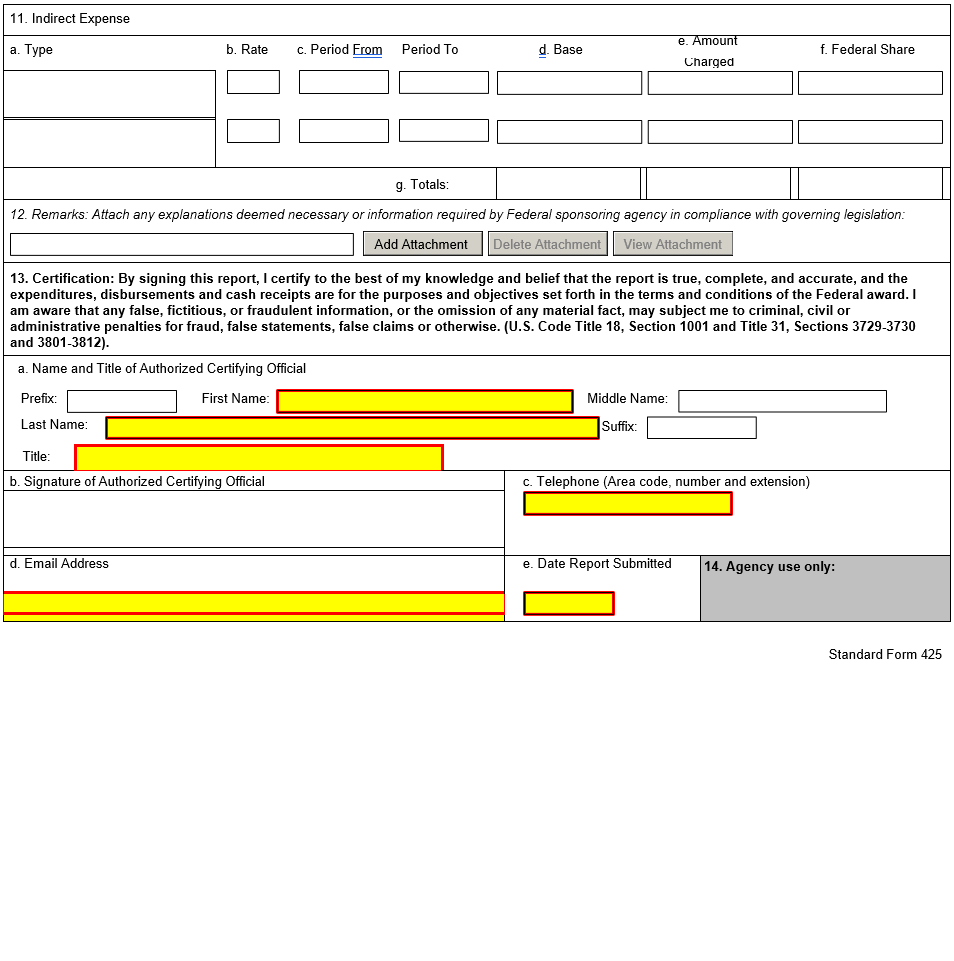 11. Indirect Expense
a. Type b. Rate c. Period From Period To d. Base e. Amount Charged f. Federal Share
g. Totals:
12. Remarks: Attach any explanations deemed necessary or information required by Federal sponsoring agency in compliance with governing legislation:
Add Attachment Delete Attachment View Attachment
13. Certification: By signing this report, I certify to the best of my knowledge and belief that the report is true, complete, and accurate, and the
expenditures, disbursements and cash receipts are for the purposes and objectives set forth in the terms and conditions of the Federal award. I
am aware that any false, fictitious, or fraudulent information, or the omission of any material fact, may subject me to criminal, civil or
administrative penalties for fraud, false statements, false claims or otherwise. (U.S. Code Title 18, Section 1001 and Title 31, Sections 3729-3730
and 3801-3812).
a. Name and Title of Authorized Certifying Official
Prefix: First Name: Middle Name:
Last Name: Suffix:
Title:
b. Signature of Authorized Certifying Official c. Telephone (Area code, number and extension)
d. Email Address e. Date Report Submitted 14. Agency use only:
Standard Form 425